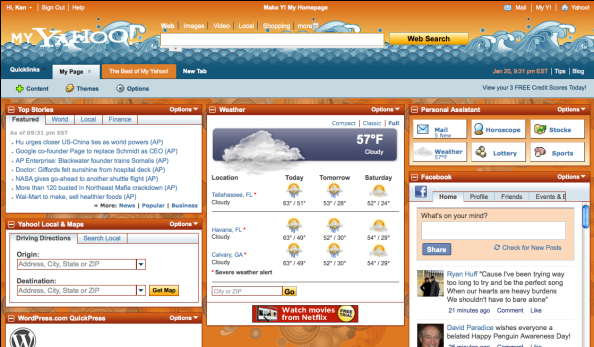 Hi, Ken | Sign Out | Help
Make Y! My Homepage
Mail | My Y! | Yahoo!
MY YAHOO!
Web | Images | Video | Local | Shopping | more
Web Search
Quicklinks
My Page
The Best of My Yahoo!
New Tab
Jan 20, 9:31 pm EST | Tips | Blog
Content
Themes
Options
View your 3 FREE Credit Scores Today!
Top Stories
Options
Featured
World
Local
Finance
As of 09:31 pm EST
Hu urges closer US-China ties as world powers (AP)
Google co-founder Page to replace Schmidt as CEO (AP)
AP Enterprise: Blackwater founder trains Somalis (AP)
Doctor: Giffords felt sunshine from hospital deck (AP)
NASA gives go-ahead to another shuttle flight (AP)
More than 120 busted in Northeast Mafia crackdown (AP)
Wal-Mart to make, sell healthier foods (AP)
» More: News | Popular | Business
Yahoo! Local & Maps
Options
Driving Directions
Search Local
Origin:
Address, City, State or ZIP
Destination:
Address, City, State or ZIP
Get Map
WordPress.com QuickPress
Options
Weather
Options
Compact | Classic | Full
57°F
Cloudy
Location
Today
Tomorrow
Saturday
Tallahassee, FL *
Cloudy
63° / 51°
53° / 26°
52° / 24°
Havana, FL *
Cloudy
63° / 49°
52° / 30°
54° / 29°
Calvary, GA *
Cloudy
63° / 49°
52° / 30°
54° / 29°
* Severe weather alert
City or ZIP
Go
Watch movies
from Netflix
FREE
TRIAL
Personal Assistant
Options
Mail
5 New
Horoscope
Stocks
Weather
57°F
Lottery
Sports
Facebook
Options
Home
Profile
Friends
Events & E
What's on your mind?
Share
Check for New Posts
Ryan Huff "Cause I've been trying way
too long to try and be the perfect song
When our hearts are heavy burdens
We shouldn't have to bare alone"
21 minutes ago Comment Like
David Paradice wishes everyone a
belated Happy Penguin Awareness Day!
26 minutes ago Comment Like